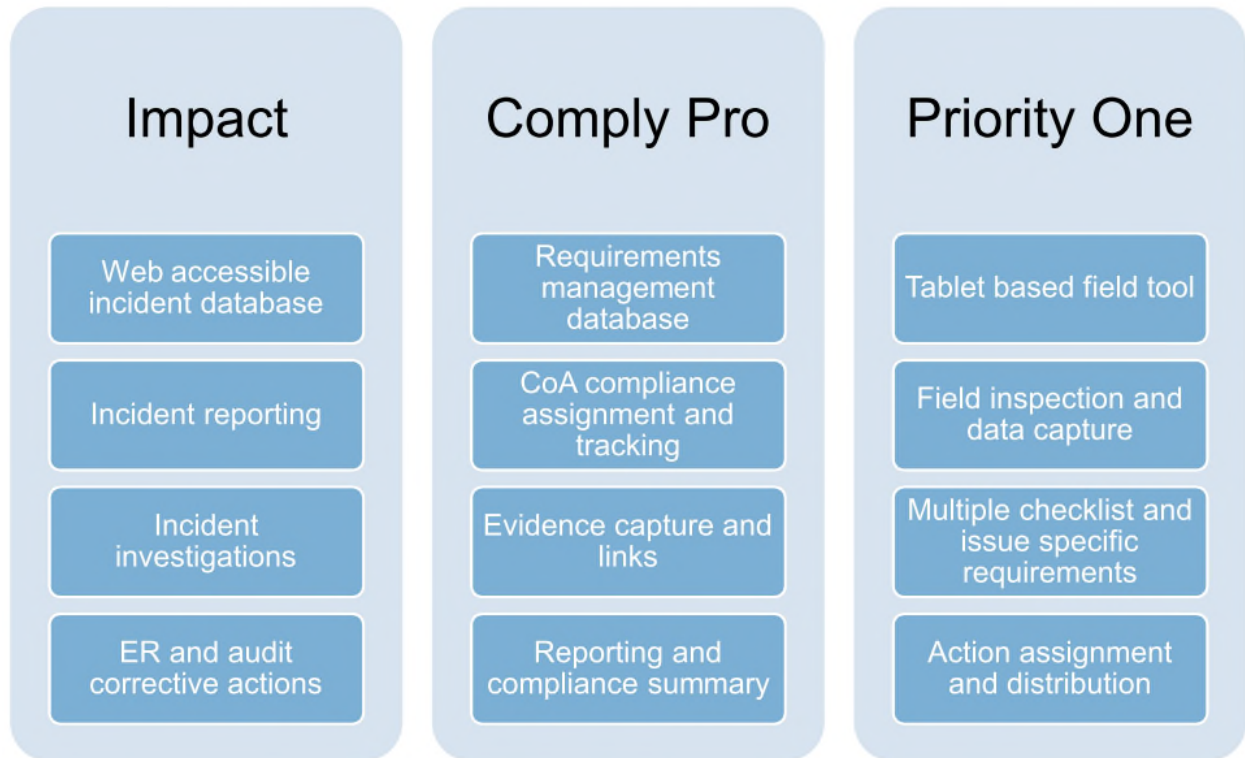 Impact
Web accessible
incident database
Incident reporting
Incident
investigations
ER and audit
corrective actions
Comply Pro
Requirements
management
database
CoA compliance
assignment and
tracking
Evidence capture and
links
Reporting and
compliance summary
Priority One
Tablet based field tool
Field inspection and
data capture
Multiple checklist and
issue specific
requirements
Action assignment
and distribution